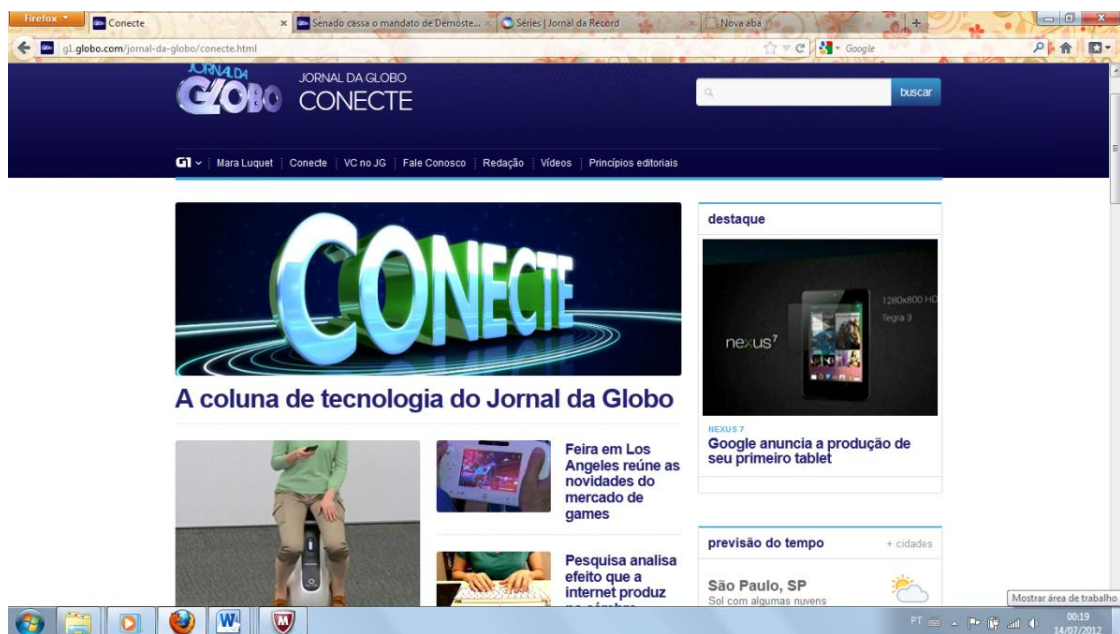 Firefox
Conecte
Senado cassa o mandato de Demóste...
Séries | Jornal da Record
Nova aba
g1.globo.com/jornal-da-globo/conecte.html
Google
JORNAL DA
GLOBO
JORNAL DA GLOBO
CONECTE
buscar
G1
Mara Luquet
Conecte
VC no JG
Fale Conosco
Redação
Vídeos
Princípios editoriais
CONECTE
A coluna de tecnologia do Jornal da Globo
Feira em Los
Angeles reúne as
novidades do
mercado de
games
Pesquisa analisa
efeito que a
internet produz
no cérebro
destaque
1280x800 HD
Tegra 3
nexus7
NEXUS 7
Google anuncia a produção de
seu primeiro tablet
previsão do tempo
+ cidades
São Paulo, SP
Sol com algumas nuvens
Mostrar área de trabalho
PT
00:19
14/07/2012